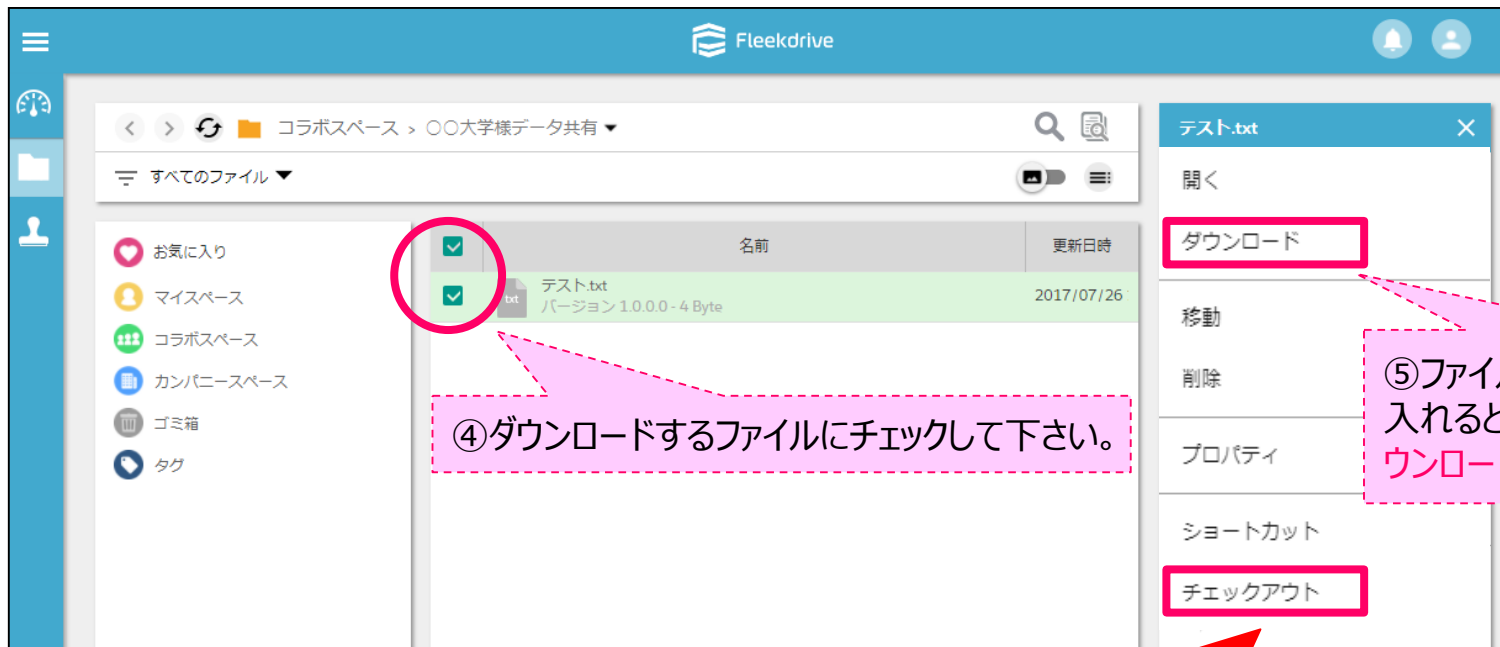 Fleekdrive
コラボスペース > 〇〇大学様データ共有 ▼
すべてのファイル ▼
お気に入り
マイスペース
コラボスペース
カンパニースペース
ゴミ箱
タグ
名前
更新日時
txt
テスト.txt
バージョン 1.0.0.0 - 4 Byte
2017/07/26
④ダウンロードするファイルにチェックして下さい。
テスト.txt
開く
ダウンロード
移動
削除
プロパティ
ショートカット
チェックアウト
⑤ファイ
入れると
ウンロー